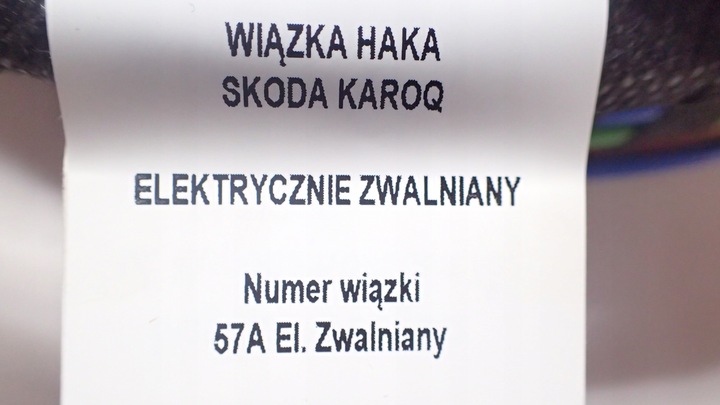 WIĄZKA HAKA
SKODA KAROQ
ELEKTRYCZNIE ZWALNIANY
Numer wiązki
57A El. Zwalniany